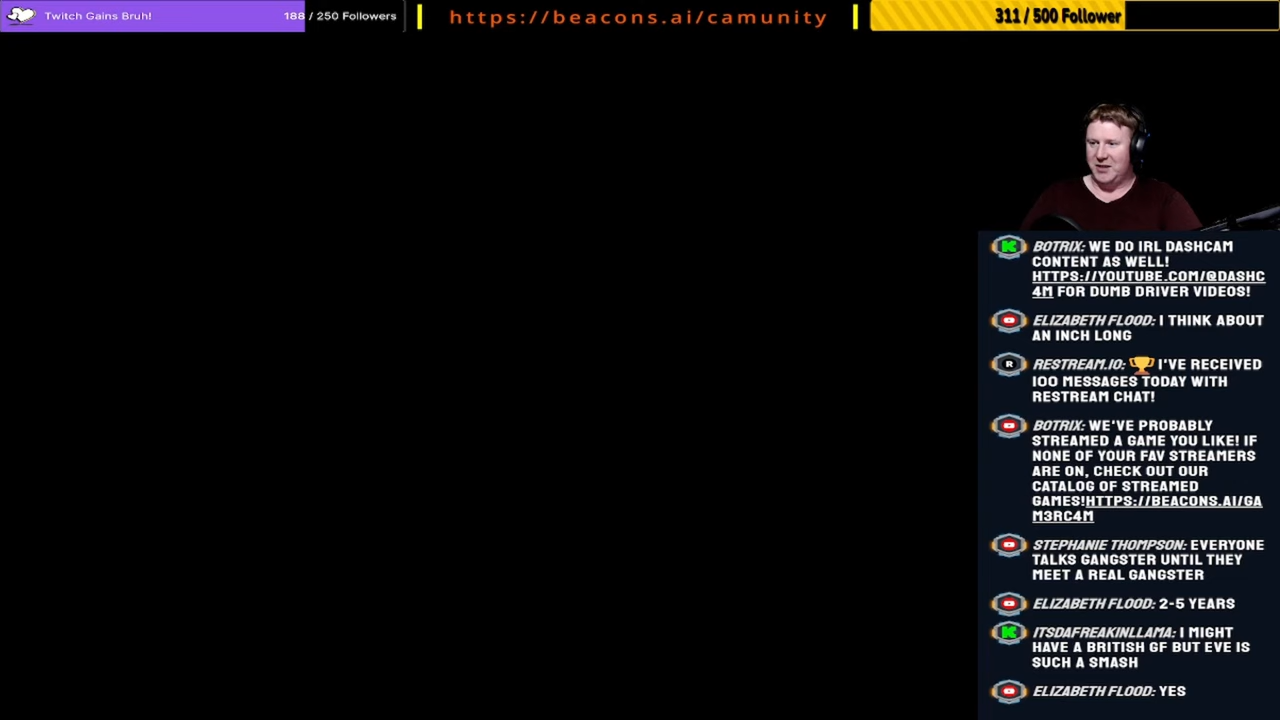 Twitch Gains Bruh!
188 / 250 Followers
https://beacons.ai/camunity
311 / 500 Follower
BOTRIX: WE DO IRL DASHCAM
CONTENT AS WELL!
HTTPS://YOUTUBE.COM/@DASHC
4M FOR DUMB DRIVER VIDEOS!
ELIZABETH FLOOD: I THINK ABOUT
AN INCH LONG
R
RESTREAM.IO: 🏆 I'VE RECEIVED
100 MESSAGES TODAY WITH
RESTREAM CHAT!
BOTRIX: WE'VE PROBABLY
STREAMED A GAME YOU LIKE! IF
NONE OF YOUR FAV STREAMERS
ARE ON, CHECK OUT OUR
CATALOG OF STREAMED
GAMES!HTTPS://BEACONS.AI/GA
M3RC4M
STEPHANIE THOMPSON: EVERYONE
TALKS GANGSTER UNTIL THEY
MEET A REAL GANGSTER
ELIZABETH FLOOD: 2-5 YEARS
ITSDAFREAKINLLAMA: I MIGHT
HAVE A BRITISH GF BUT EVE IS
SUCH A SMASH
ELIZABETH FLOOD: YES